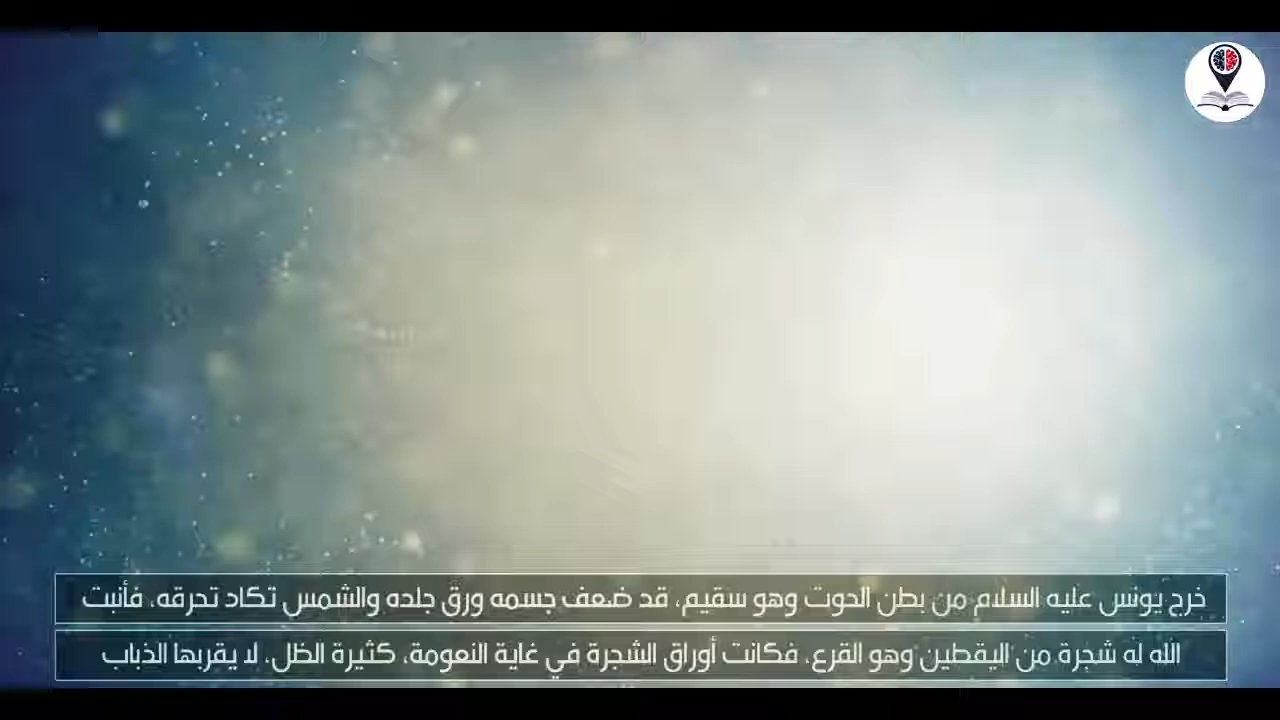 خرج يونس عليه السلام من بطن الحوت وهو سقيم، قد ضعف جسمه ورق جلده والشمس تكاد تحرقه، فأنبت
الله له شجرة من اليقطين وهو القرع، فكانت أوراق الشجرة في غاية النعومة، كثيرة الظل، لا يقربها الذباب